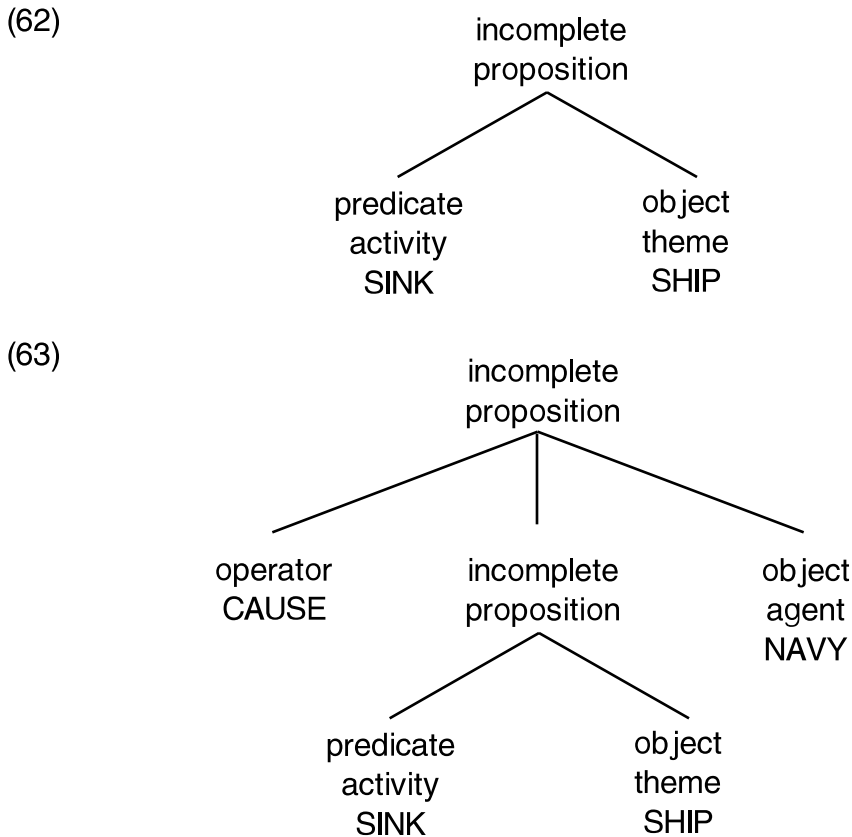 (62)
incomplete
proposition
predicate object
activity theme
SINK SHIP
(63)
incomplete
proposition
operator incomplete object
CAUSE proposition agent
NAVY
predicate object
activity theme
SINK SHIP